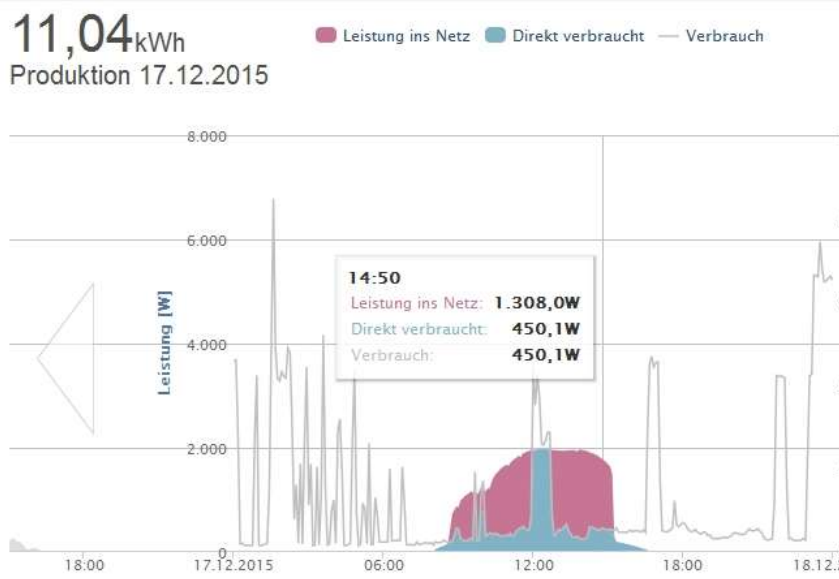 11,04kWh
Produktion 17.12.2015
Leistung ins Netz Direkt verbraucht Verbrauch
8.000
6.000
4.000
2.000
0
Leistung [W]
14:50
Leistung ins Netz: 1.308,0W
Direkt verbraucht: 450,1W
Verbrauch: 450,1W
18:00 17.12.2015 06:00 12:00 18:00 18.12.